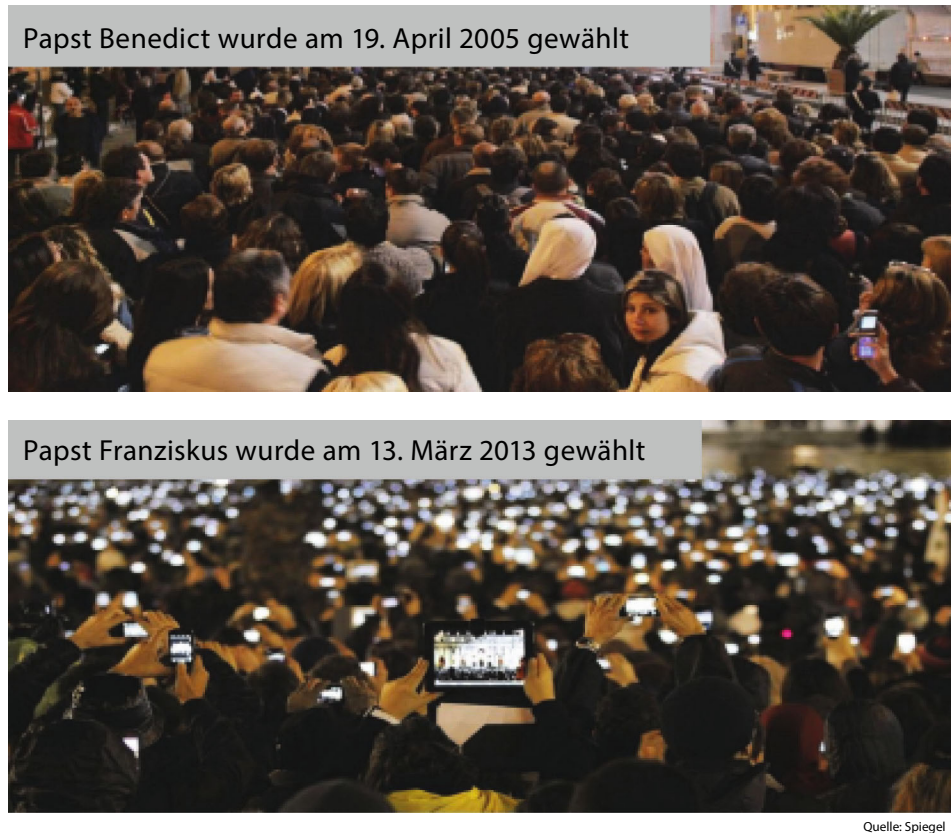 Papst Benedict wurde am 19. April 2005 gewählt
Papst Franziskus wurde am 13. März 2013 gewählt
Quelle: Spiegel